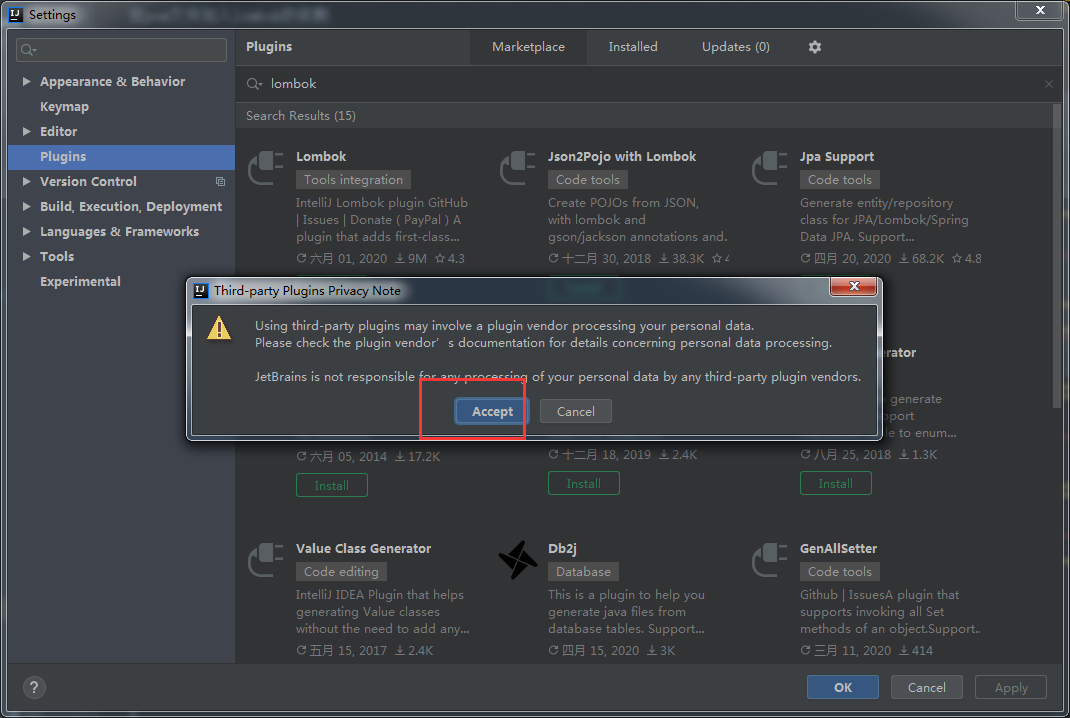 Settings
Plugins
Marketplace
Installed
Updates (0)
lombok
Search Results (15)
Appearance & Behavior
Keymap
Editor
Plugins
Version Control
Build, Execution, Deployment
Languages & Frameworks
Tools
Experimental
Lombok
Tools integration
IntelliJ Lombok plugin GitHub
| Issues | Donate ( PayPal ) A
plugin that adds first-class...
六月 01, 2020 9M 4.3
Json2Pojo with Lombok
Code tools
Create POJOs from JSON,
with lombok and
gson/jackson annotations and.
十二月 30, 2018 38.3K
Jpa Support
Code tools
Generate entity/repository
class for JPA/Lombok/Spring
Data JPA. Support...
四月 20, 2020 68.2K 4.8
Third-party Plugins Privacy Note
Using third-party plugins may involve a plugin vendor processing your personal data.
Please check the plugin vendor's documentation for details concerning personal data processing.
JetBrains is not responsible for any processing of your personal data by any third-party plugin vendors.
Accept
Cancel
erator
generate
port
le to enum...
六月 05, 2014 17.2K
Install
十二月 18, 2019 2.4K
Install
八月 25, 2018 1.3K
Install
Value Class Generator
Code editing
IntelliJ IDEA Plugin that helps
generating Value classes
without the need to add any...
五月 15, 2017 2.4K
Db2j
Database
This is a plugin to help you
generate java files from
database tables. Support...
四月 15, 2020 3K
GenAllSetter
Code tools
Github | IssuesA plugin that
supports invoking all Set
methods of an object.Support..
三月 11, 2020 414
?
OK
Cancel
Apply